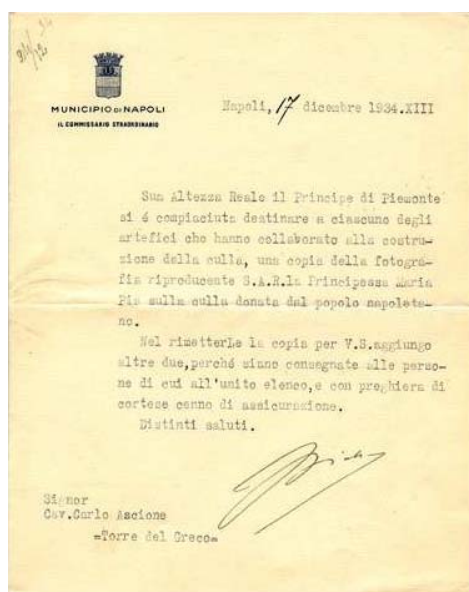 24/12 34
MUNICIPIO DI NAPOLI
IL COMMISSARIO STRAORDINARIO
Napoli, 17 dicembre 1934.XIII
Sua Altezza Reale il Principe di Piemonte
si é compiaciuta destinare a ciascuno degli
artefici che hanno collaborato alla costru-
zione della culla, una copia della fotogra-
fia riproducente S.A.R.la Principessa Maria
Pia sulla culla donata dal popolo napoleta-
no.
Nel rimetterLe la copia per V.S.aggiungo
altre due,perché siano consegnate alle perso-
ne di cui all'unito elenco,e con preghiera di
cortese cenno di assicurazione.
Distinti saluti.
Signor
Cav.Carlo Ascione
=Torre del Greco=